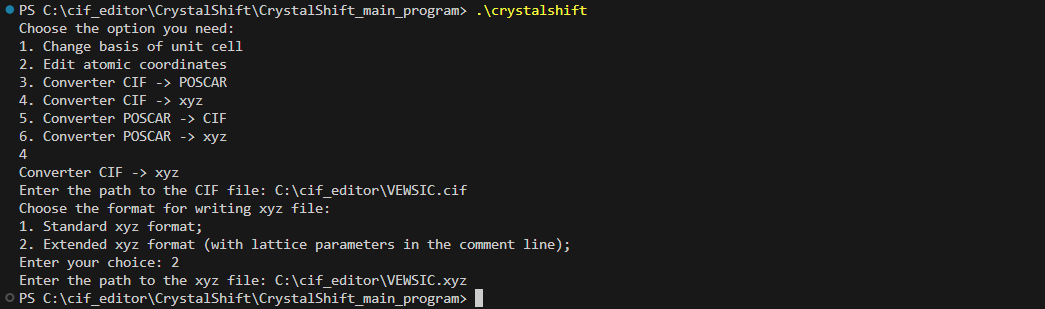 PS C:\cif_editor\CrystalShift\CrystalShift_main_program> .\crystalshift
Choose the option you need:
1. Change basis of unit cell
2. Edit atomic coordinates
3. Converter CIF -> POSCAR
4. Converter CIF -> xyz
5. Converter POSCAR -> CIF
6. Converter POSCAR -> xyz
4
Converter CIF -> xyz
Enter the path to the CIF file: C:\cif_editor\VEWSIC.cif
Choose the format for writing xyz file:
1. Standard xyz format;
2. Extended xyz format (with lattice parameters in the comment line);
Enter your choice: 2
Enter the path to the xyz file: C:\cif_editor\VEWSIC.xyz
PS C:\cif_editor\CrystalShift\CrystalShift_main_program>